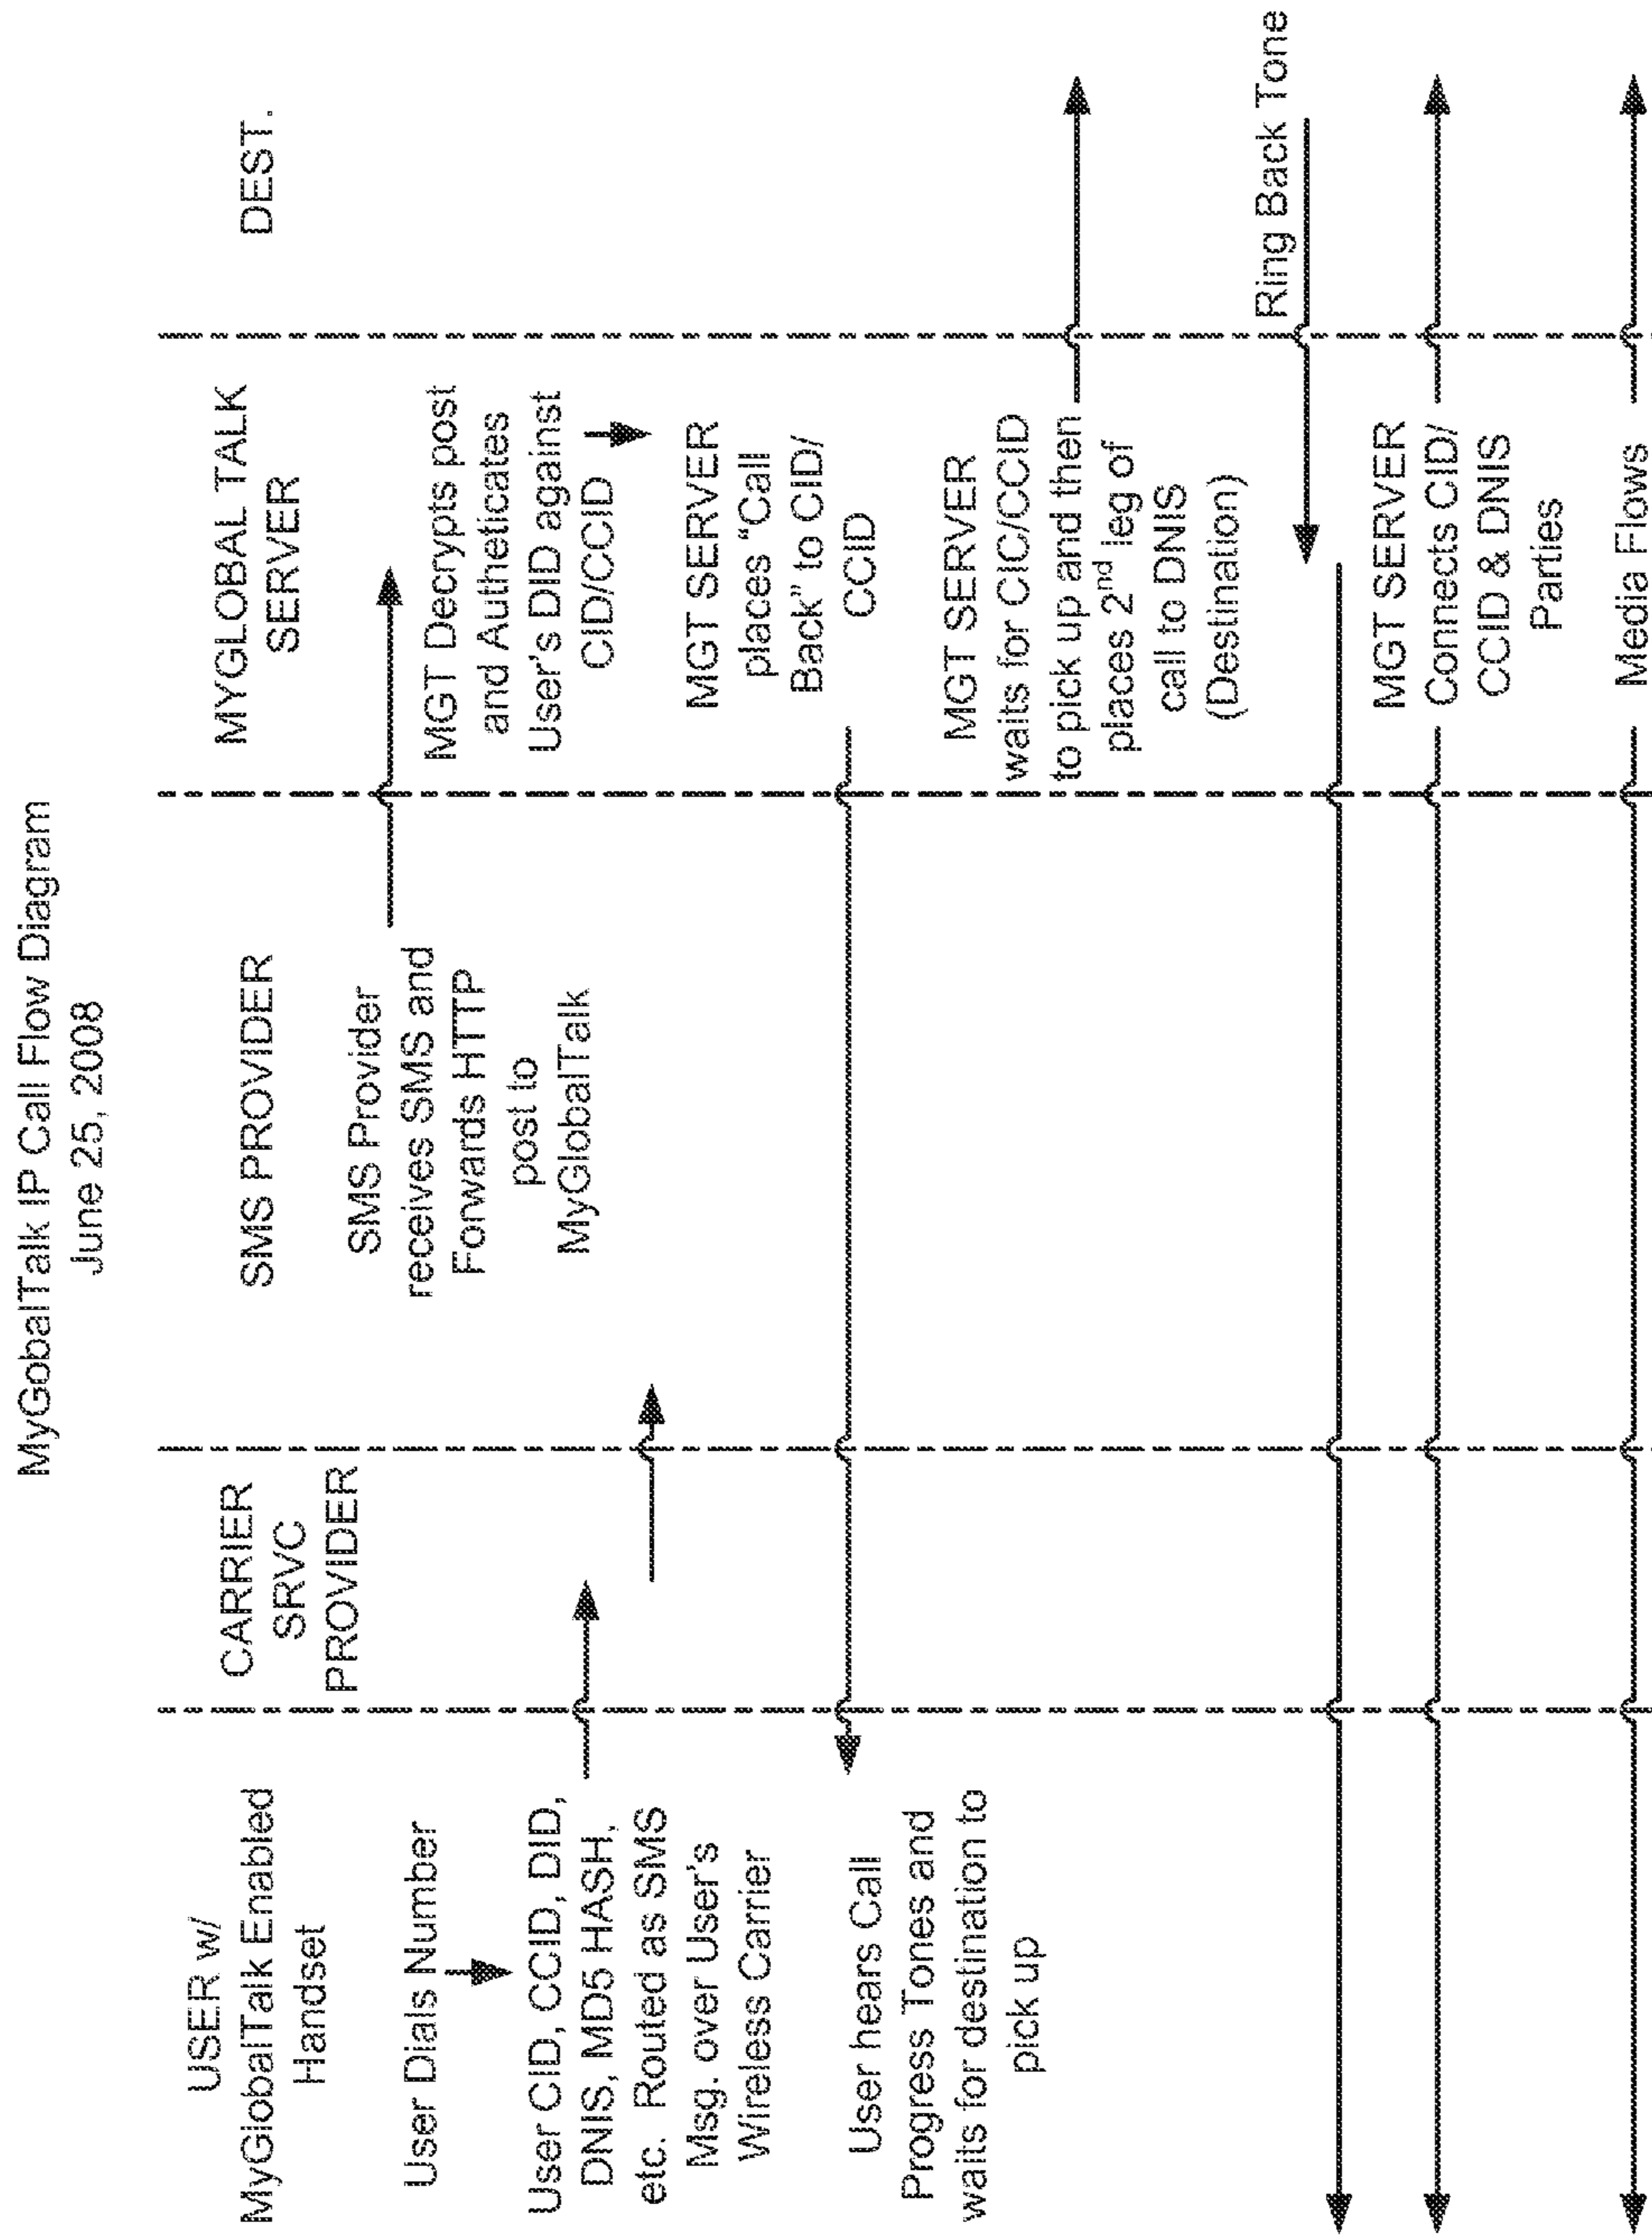 MyGobalTalk IP Call Flow Diagram
June 25, 2008
USER w/
MyGlobalTalk Enabled
Handset
User Dials Number
User CID, CCID, DID,
DNIS, MD5 HASH,
etc. Routed as SMS
Msg. over User's
Wireless Carrier
User hears Call
Progress Tones and
waits for destination to
pick up
CARRIER
SRVC
PROVIDER
SMS PROVIDER
SMS Provider
receives SMS and
Forwards HTTP
post to
MyGlobalTalk
MYGLOBAL TALK
SERVER
MGT Decrypts post
and Autheticates
User's DID against
CID/CCID
MGT SERVER
places “Call
Back” to CID/
CCID
MGT SERVER
waits for CIC/CCID
to pick up and then
places 2nd leg of
call to DNIS
(Destination)
MGT SERVER
Connects CID/
CCID & DNIS
Parties
Media Flows
DEST.
Ring Back Tone